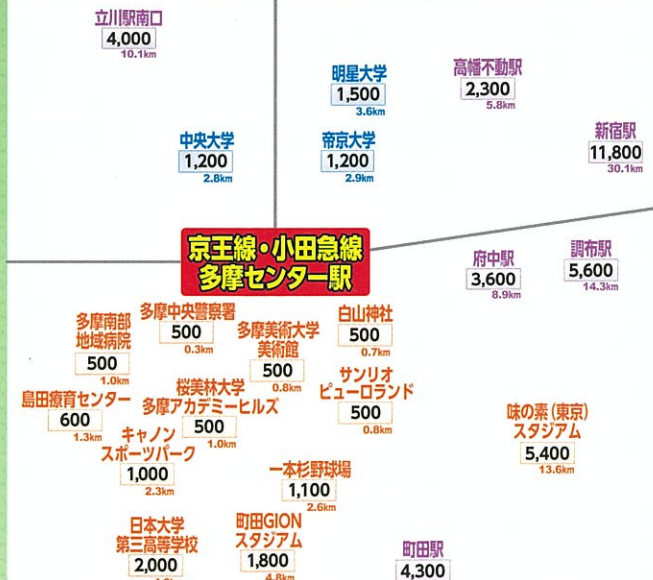 立川駅南口
4,000
10.1km
明星大学
1,500
3.6km
高幡不動駅
2,300
5.8km
中央大学
1,200
2.8km
帝京大学
1,200
2.9km
新宿駅
11,800
30.1km
京王線・小田急線
多摩センター駅
府中駅
3,600
8.9km
調布駅
5,600
14.3km
多摩南部
地域病院
500
1.0km
多摩中央警察署
500
0.3km
多摩美術大学
美術館
500
0.8km
白山神社
500
0.7km
サンリオ
ピューロランド
500
0.8km
島田療育センター
600
1.3km
桜美林大学
多摩アカデミーヒルズ
500
1.0km
キャノン
スポーツパーク
1,000
2.3km
一本杉野球場
1,100
2.6km
味の素(東京)
スタジアム
5,400
13.6km
日本大学
第三高等学校
2,000
町田GION
スタジアム
1,800
4.8km
町田駅
4,300